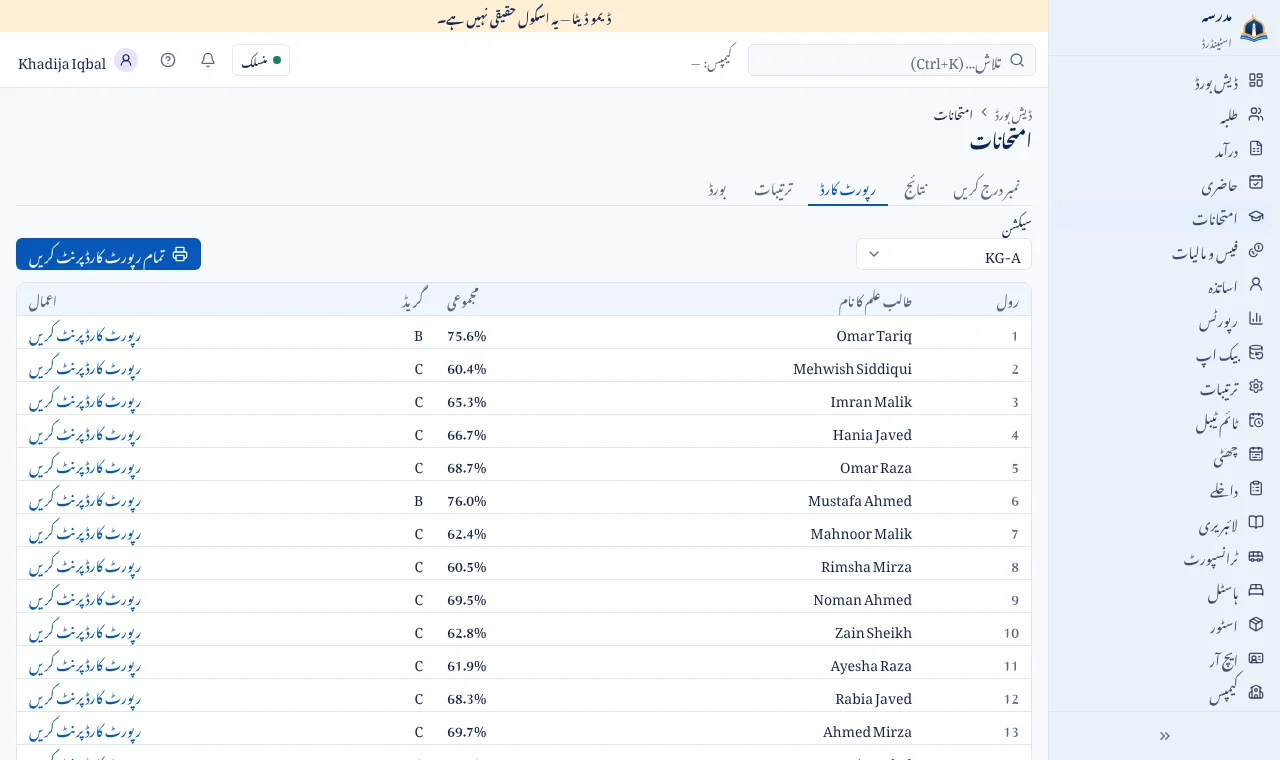 ڈیمو ڈیٹا — یہ اسکول حقیقی نہیں ہے۔
مدرسہ
اسٹینڈرڈ
تلاش... (Ctrl+K)
کیمپس: —
منسلک
Khadija Iqbal
ڈیش بورڈ
طلبہ
درآمد
حاضری
امتحانات
فیس و مالیات
اساتذہ
رپورٹس
بیک اپ
ترتیبات
ٹائم ٹیبل
چھٹی
داخلے
لائبریری
ٹرانسپورٹ
ہاسٹل
اسٹور
ایچ آر
کیمپس
ڈیش بورڈ › امتحانات
امتحانات
نمبر درج کریں نتائج رپورٹ کارڈ ترتیبات بورڈ
سیکشن
KG-A
تمام رپورٹ کارڈ پرنٹ کریں
رول طالب علم کا نام مجموعی گریڈ اعمال
1 Omar Tariq 75.6% B رپورٹ کارڈ پرنٹ کریں
2 Mehwish Siddiqui 60.4% C رپورٹ کارڈ پرنٹ کریں
3 Imran Malik 65.3% C رپورٹ کارڈ پرنٹ کریں
4 Hania Javed 66.7% C رپورٹ کارڈ پرنٹ کریں
5 Omar Raza 68.7% C رپورٹ کارڈ پرنٹ کریں
6 Mustafa Ahmed 76.0% B رپورٹ کارڈ پرنٹ کریں
7 Mahnoor Malik 62.4% C رپورٹ کارڈ پرنٹ کریں
8 Rimsha Mirza 60.5% C رپورٹ کارڈ پرنٹ کریں
9 Noman Ahmed 69.5% C رپورٹ کارڈ پرنٹ کریں
10 Zain Sheikh 62.8% C رپورٹ کارڈ پرنٹ کریں
11 Ayesha Raza 61.9% C رپورٹ کارڈ پرنٹ کریں
12 Rabia Javed 68.3% C رپورٹ کارڈ پرنٹ کریں
13 Ahmed Mirza 69.7% C رپورٹ کارڈ پرنٹ کریں